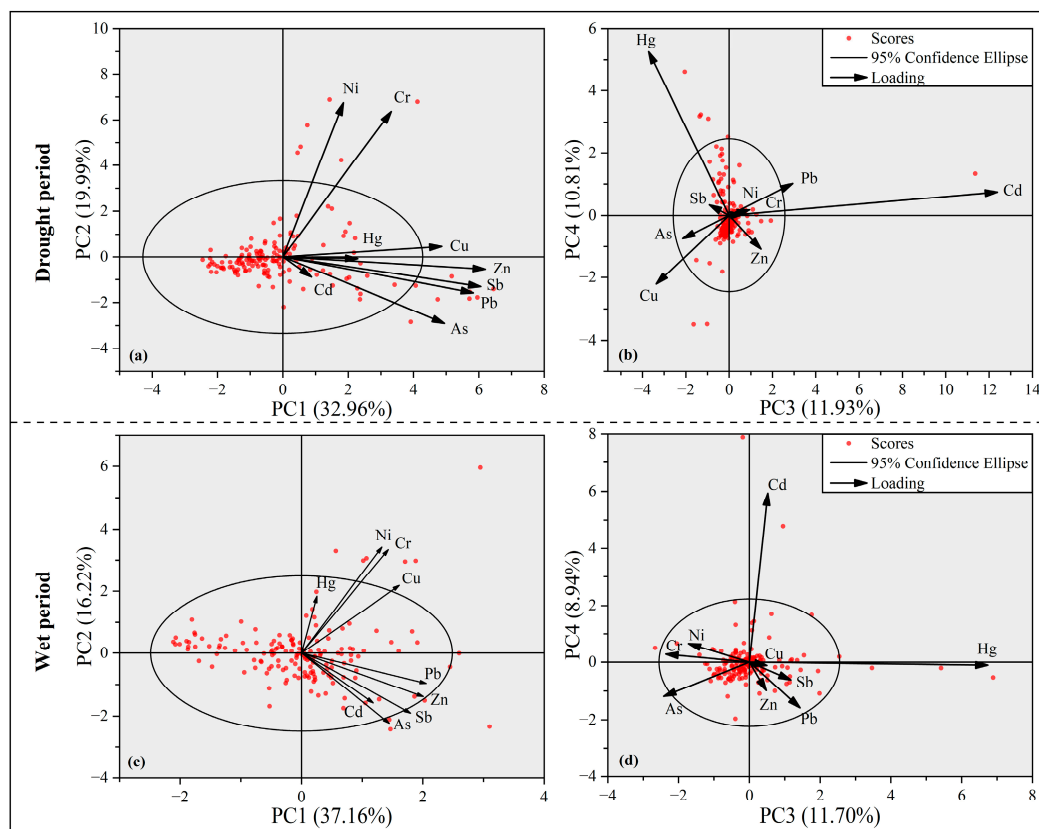 Drought period
10
8
6
4
2
0
−2
−4
PC2 (19.99%)
Ni
Cr
Hg
Cu
Zn
Sb
Pb
As
Cd
(a)
−4
−2
0
2
4
6
8
PC1 (32.96%)
6
4
2
0
−2
−4
PC4 (10.81%)
Scores
95% Confidence Ellipse
Loading
Hg
Pb
Ni
Cr
Cd
Sb
As
Zn
Cu
(b)
−4
−2
0
2
4
6
8
10
12
14
PC3 (11.93%)
Wet period
6
4
2
0
−2
−4
PC2 (16.22%)
Ni
Cr
Cu
Hg
Pb
Zn
Sb
As
Cd
(c)
−2
0
2
4
PC1 (37.16%)
8
6
4
2
0
−2
−4
PC4 (8.94%)
Scores
95% Confidence Ellipse
Loading
Cd
Ni
Cr
Cu
Hg
Sb
As
Zn
Pb
(d)
−4
−2
0
2
4
6
8
PC3 (11.70%)